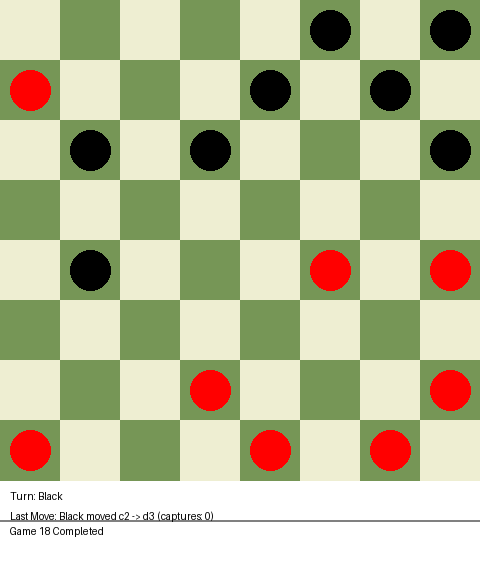 Turn: Black
Last Move: Black moved c2 -> d3 (captures: 0)
Game 18 Completed